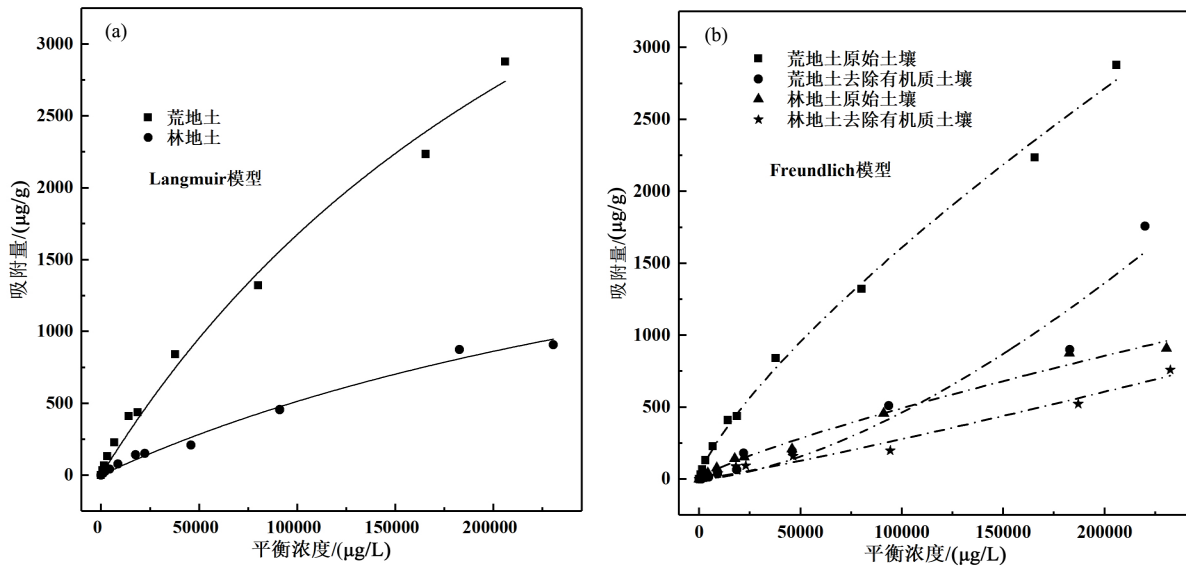 (a)
荒地土
林地土
Langmuir模型
吸附量/(μg/g)
3000
2500
2000
1500
1000
500
0
0
50000
100000
150000
200000
平衡浓度/(μg/L)
(b)
荒地土原始土壤
荒地土去除有机质土壤
林地土原始土壤
林地土去除有机质土壤
Freundlich模型
吸附量/(μg/g)
3000
2500
2000
1500
1000
500
0
0
50000
100000
150000
200000
平衡浓度/(μg/L)